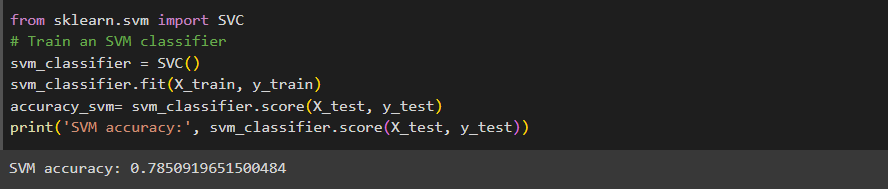 from sklearn.svm import SVC
# Train an SVM classifier
svm_classifier = SVC()
svm_classifier.fit(X_train, y_train)
accuracy_svm= svm_classifier.score(X_test, y_test)
print('SVM accuracy:', svm_classifier.score(X_test, y_test))
SVM accuracy: 0.7850919651500484